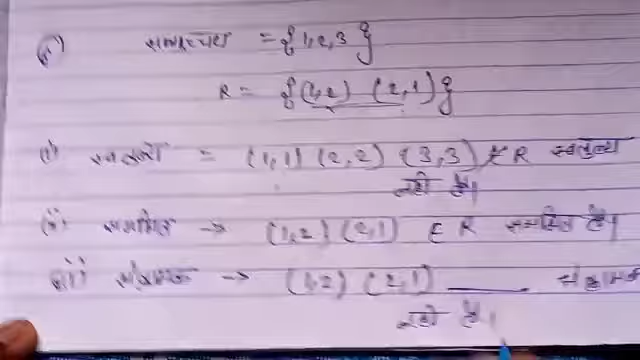 समुच्चय = {1,2,3}
R = {(1,2) (2,1)}
(i) स्वतुल्य = (1,1) (2,2) (3,3) ∉ R स्वतुल्य
नही है।
(ii) सममित → (1,2) (2,1) ∈ R सममित है।
(iii) संक्रामक → (1,2) (2,1) ____ संक्रामक
नही है।